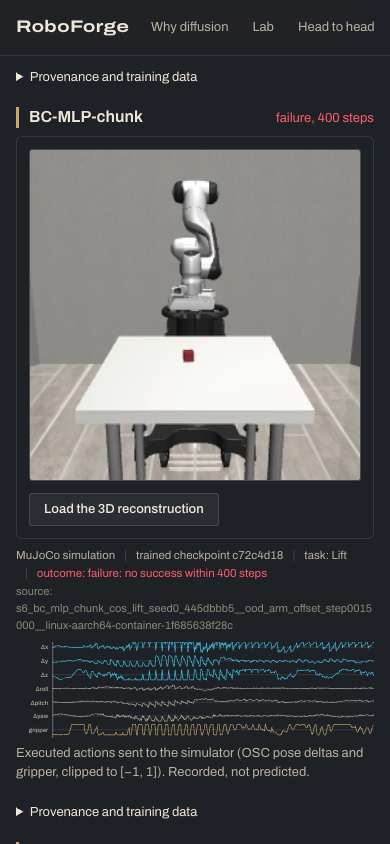 RoboForge Why diffusion Lab Head to head
▶ Provenance and training data
BC-MLP-chunk failure, 400 steps
Load the 3D reconstruction
MuJoCo simulation | trained checkpoint c72c4d18 | task: Lift
| outcome: failure: no success within 400 steps
source:
s6_bc_mlp_chunk_cos_lift_seed0_445dbbb5__ood_arm_offset_step0015
000__linux-aarch64-container-1f685638f28c
Δx
Δy
Δz
Δroll
Δpitch
Δyaw
gripper
Executed actions sent to the simulator (OSC pose deltas and
gripper, clipped to [−1, 1]). Recorded, not predicted.
▶ Provenance and training data